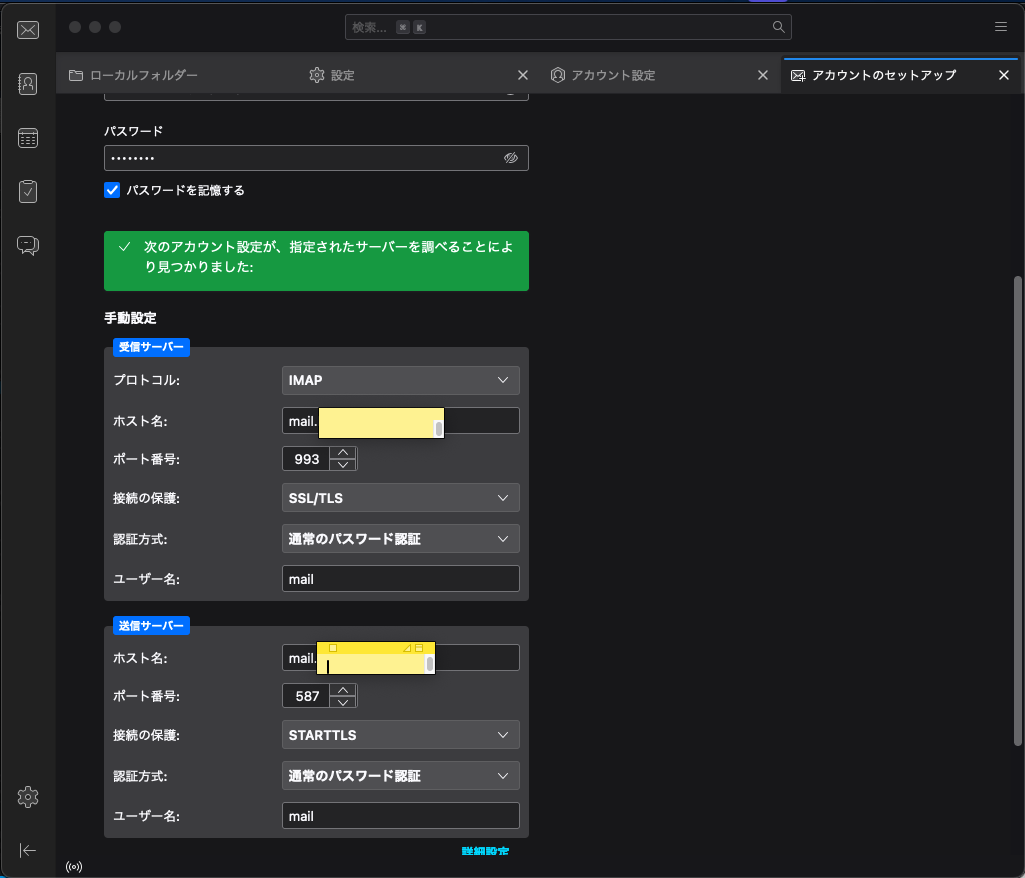 検索... ⌘ K
ローカルフォルダー 設定 アカウント設定 アカウントのセットアップ
パスワード
••••••••
パスワードを記憶する
次のアカウント設定が、指定されたサーバーを調べることによ
り見つかりました:
手動設定
受信サーバー
プロトコル: IMAP
ホスト名: mail.
ポート番号: 993
接続の保護: SSL/TLS
認証方式: 通常のパスワード認証
ユーザー名: mail
送信サーバー
ホスト名: mail.
ポート番号: 587
接続の保護: STARTTLS
認証方式: 通常のパスワード認証
ユーザー名: mail
詳細設定